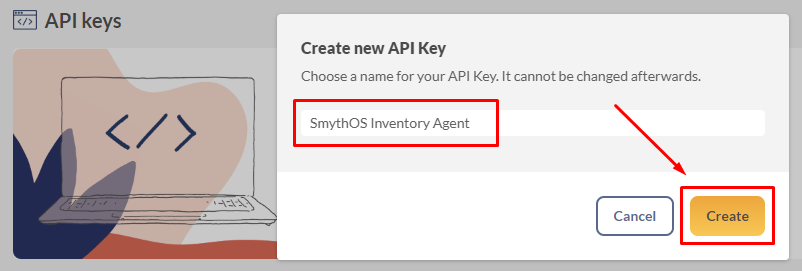 API keys
Create new API Key
Choose a name for your API Key. It cannot be changed afterwards.
SmythOS Inventory Agent
Cancel
Create